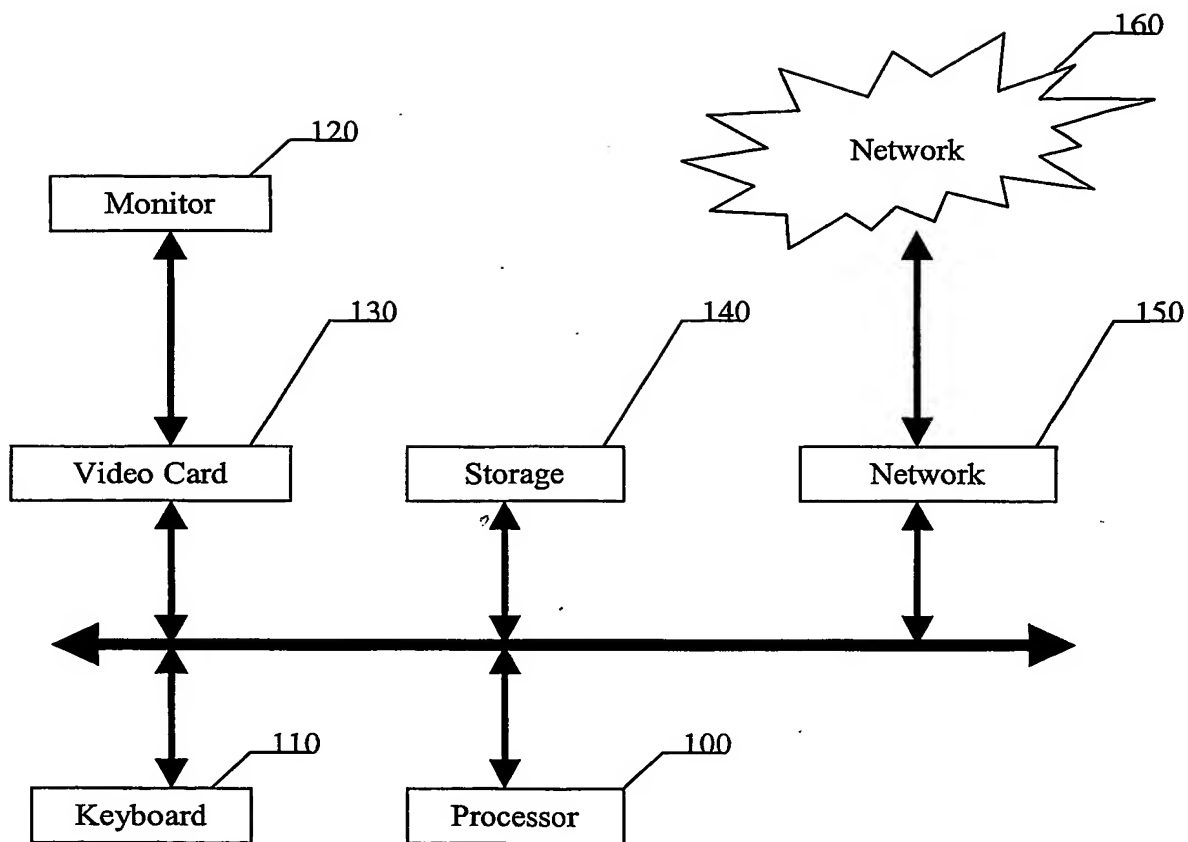 160
Network
120
Monitor
130
140
150
Video Card
Storage
Network
110
100
Keyboard
Processor